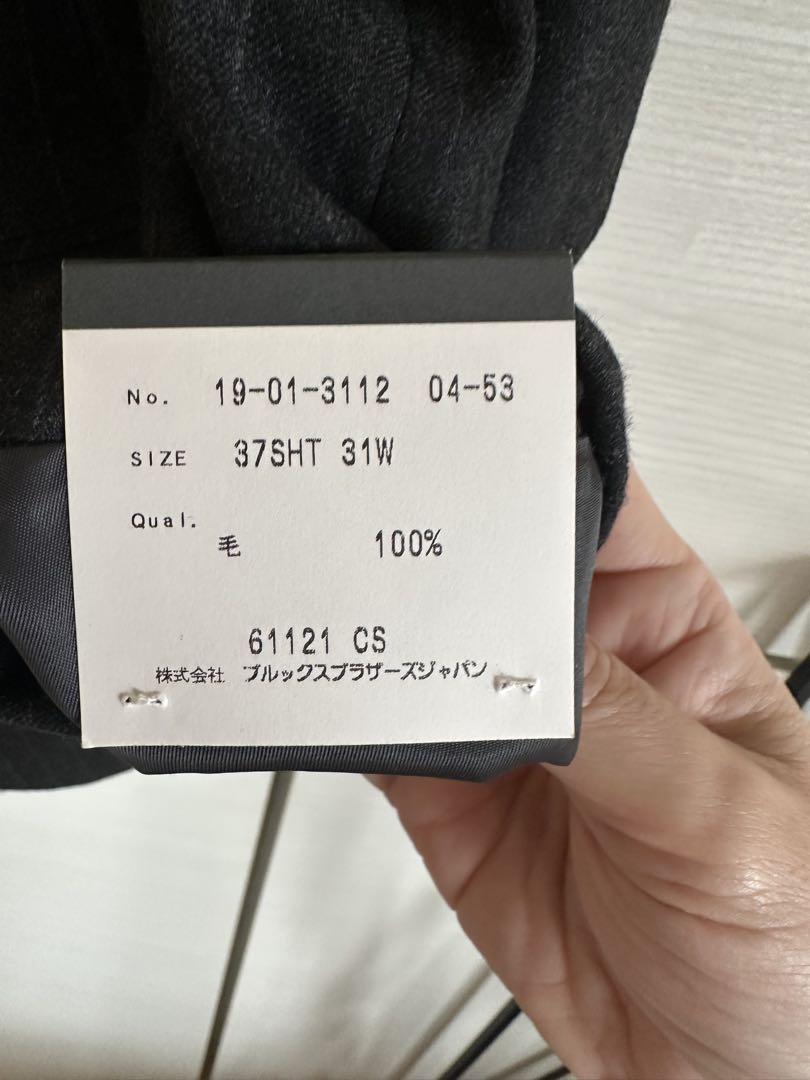 No. 19-01-3112 04-53
SIZE 37SHT 31W
Qual.
毛 100%
61121 CS
株式会社 ブルックスブラザーズジャパン